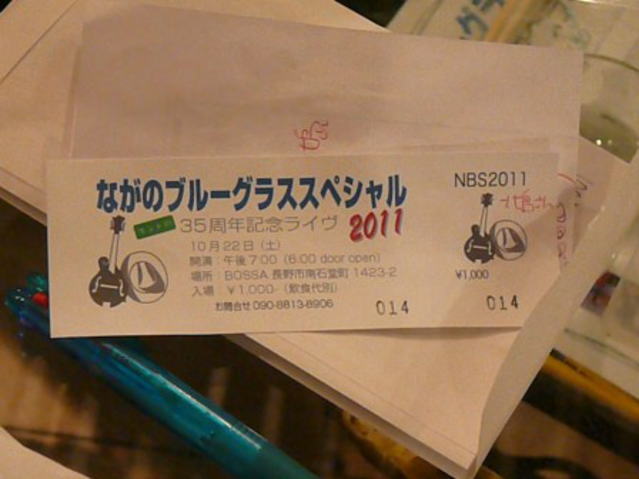 ながのブルーグラススペシャル
35周年記念ライヴ 2011
10月22日（土）
開演：午後7:00（6:00 door open）
場所：BOSSA 長野市南石堂町 1423-2
入場：￥1,000-（飲食代別）
お問合せ 090-8813-8906
014
NBS2011
￥1,000
014